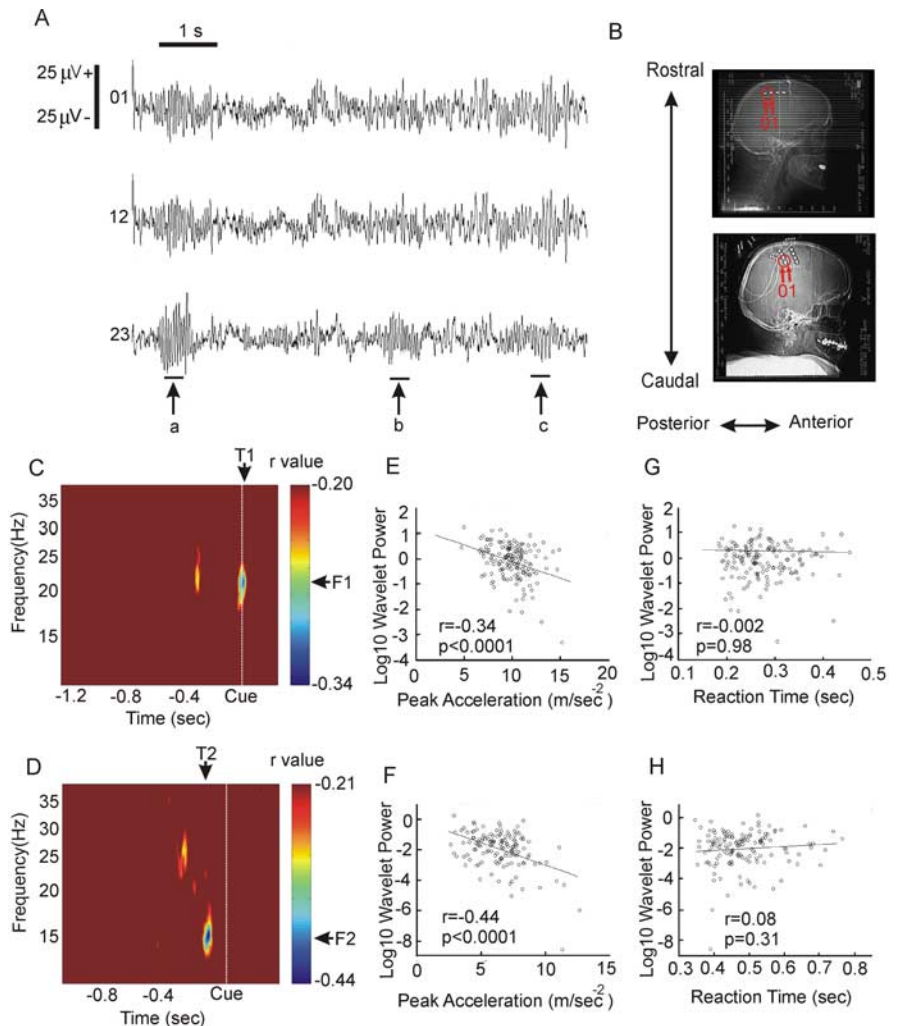 A
1 s
25 µV+
25 µV-
01
12
23
a
b
c
B
Rostral
Caudal
Posterior
Anterior
01
01
C
T1
r value
-0.20
-0.34
F1
Frequency(Hz)
35
30
25
20
15
-1.2
-0.8
-0.4
Cue
Time (sec)
E
Log10 Wavelet Power
2
1
0
-1
-2
-3
-4
r=-0.34
p<0.0001
0
5
10
15
20
Peak Acceleration (m/sec-2)
G
Log10 Wavelet Power
2
1
0
-1
-2
-3
-4
r=-0.002
p=0.98
0.1
0.2
0.3
0.4
0.5
Reaction Time (sec)
D
T2
r value
-0.21
-0.44
F2
Frequency(Hz)
35
30
25
20
15
-0.8
-0.4
Cue
Time (sec)
F
Log10 Wavelet Power
0
-2
-4
-6
-8
r=-0.44
p<0.0001
0
5
10
15
Peak Acceleration (m/sec-2)
H
Log10 Wavelet Power
0
-2
-4
-6
-8
r=0.08
p=0.31
0.3
0.4
0.5
0.6
0.7
0.8
Reaction Time (sec)